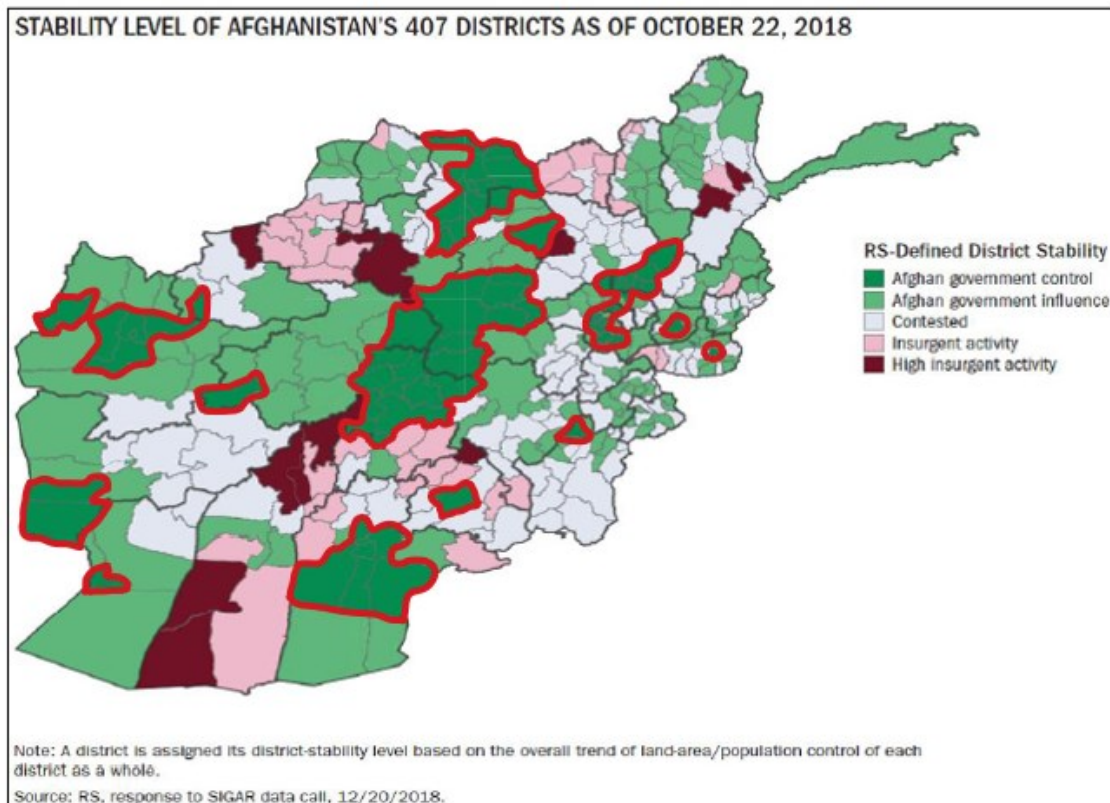 STABILITY LEVEL OF AFGHANISTAN'S 407 DISTRICTS AS OF OCTOBER 22, 2018
RS-Defined District Stability
Afghan government control
Afghan government influence
Contested
Insurgent activity
High insurgent activity
Note: A district is assigned its district-stability level based on the overall trend of land-area/population control of each
district as a whole.
Source: RS, response to SIGAR data call, 12/20/2018.